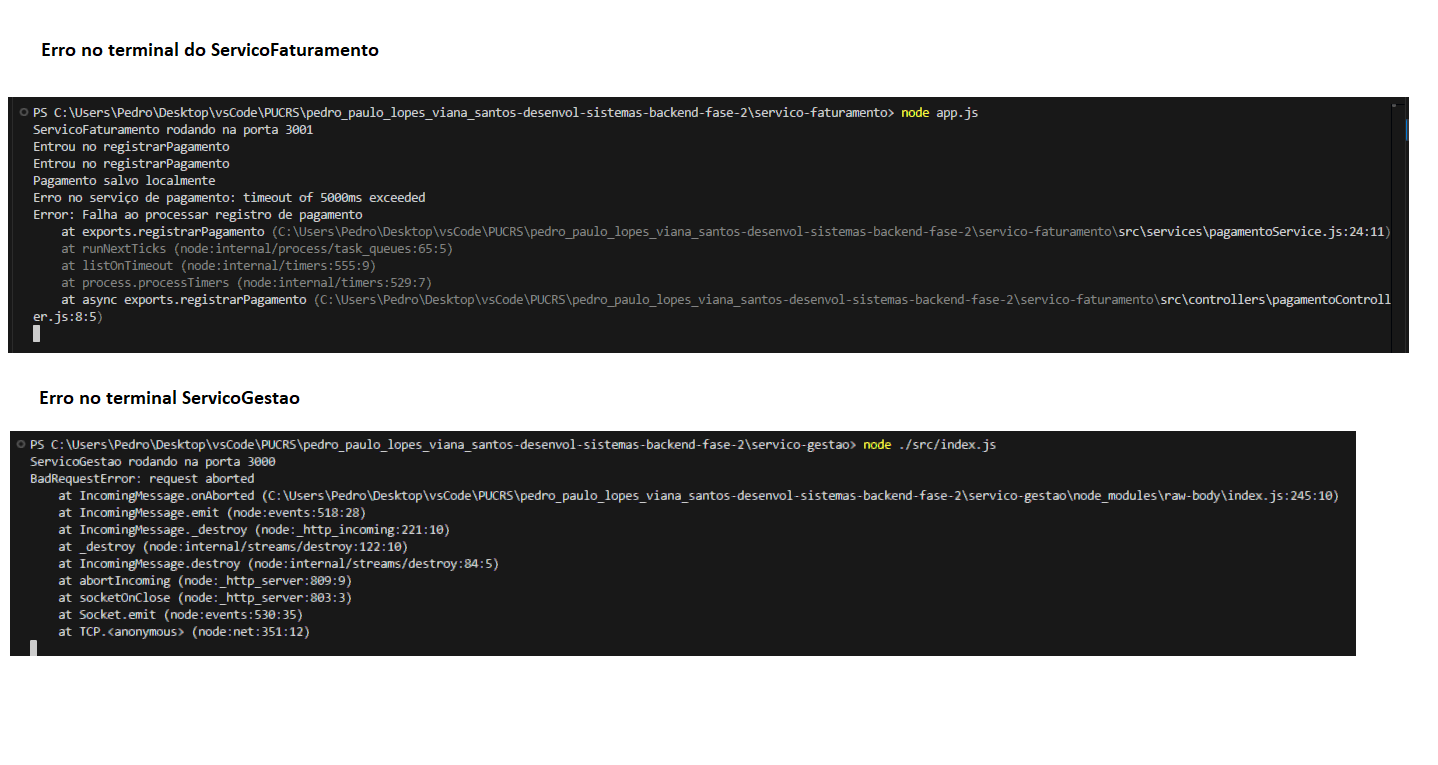 Erro no terminal do ServicoFaturamento
PS C:\Users\Pedro\Desktop\vsCode\PUCRS\pedro_paulo_lopes_viana_santos-desenvol-sistemas-backend-fase-2\servico-faturamento> node app.js
ServicoFaturamento rodando na porta 3001
Entrou no registrarPagamento
Entrou no registrarPagamento
Pagamento salvo localmente
Erro no serviço de pagamento: timeout of 5000ms exceeded
Error: Falha ao processar registro de pagamento
    at exports.registrarPagamento (C:\Users\Pedro\Desktop\vsCode\PUCRS\pedro_paulo_lopes_viana_santos-desenvol-sistemas-backend-fase-2\servico-faturamento\src\services\pagamentoService.js:24:11)
    at runNextTicks (node:internal/process/task_queues:65:5)
    at listOnTimeout (node:internal/timers:555:9)
    at process.processTimers (node:internal/timers:529:7)
    at async exports.registrarPagamento (C:\Users\Pedro\Desktop\vsCode\PUCRS\pedro_paulo_lopes_viana_santos-desenvol-sistemas-backend-fase-2\servico-faturamento\src\controllers\pagamentoControll
er.js:8:5)
Erro no terminal ServicoGestao
PS C:\Users\Pedro\Desktop\vsCode\PUCRS\pedro_paulo_lopes_viana_santos-desenvol-sistemas-backend-fase-2\servico-gestao> node ./src/index.js
ServicoGestao rodando na porta 3000
BadRequestError: request aborted
    at IncomingMessage.onAborted (C:\Users\Pedro\Desktop\vsCode\PUCRS\pedro_paulo_lopes_viana_santos-desenvol-sistemas-backend-fase-2\servico-gestao\node_modules\raw-body\index.js:245:10)
    at IncomingMessage.emit (node:events:518:28)
    at IncomingMessage._destroy (node:_http_incoming:221:10)
    at _destroy (node:internal/streams/destroy:122:10)
    at IncomingMessage.destroy (node:internal/streams/destroy:84:5)
    at abortIncoming (node:_http_server:809:9)
    at socketOnClose (node:_http_server:803:3)
    at Socket.emit (node:events:530:35)
    at TCP.<anonymous> (node:net:351:12)